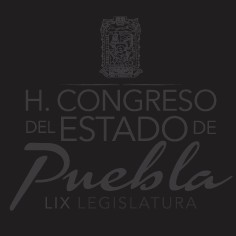 H. CONGRESO
DEL ESTADO DE
Puebla
LIX LEGISLATURA